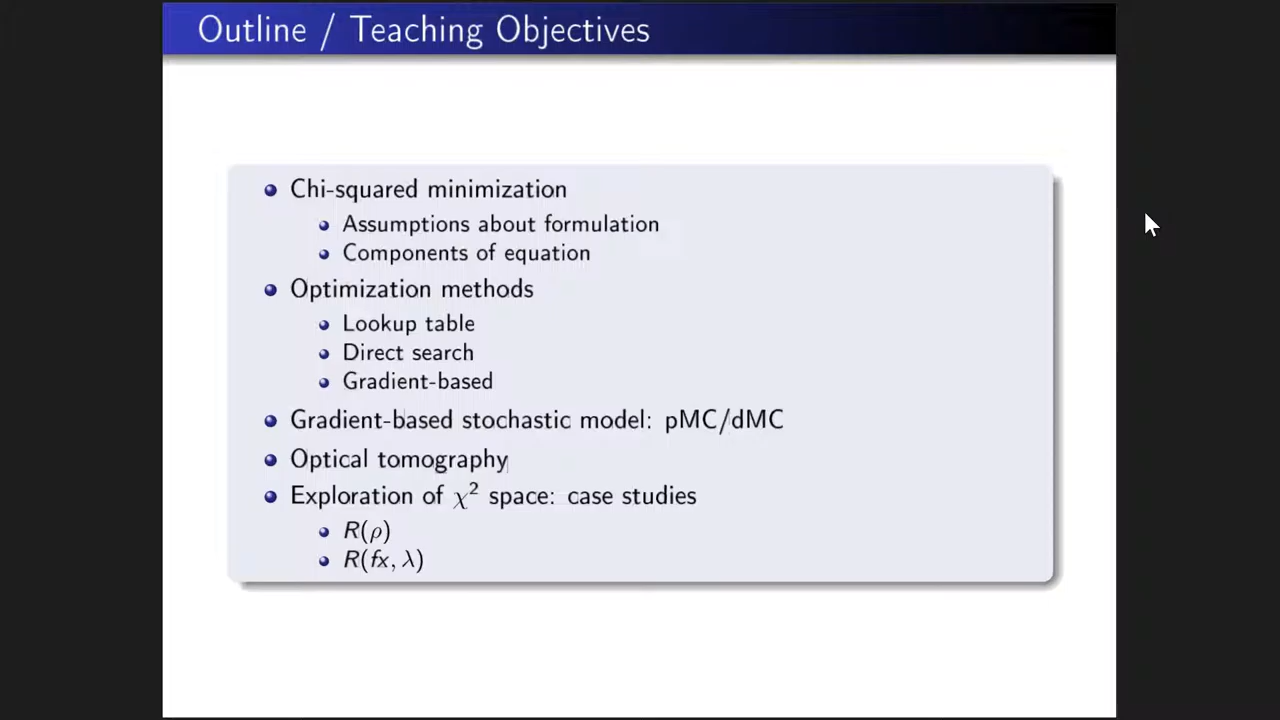 Outline / Teaching Objectives
Chi-squared minimization
Assumptions about formulation
Components of equation
Optimization methods
Lookup table
Direct search
Gradient-based
Gradient-based stochastic model: pMC/dMC
Optical tomography
Exploration of χ² space: case studies
R(ρ)
R(fx, λ)